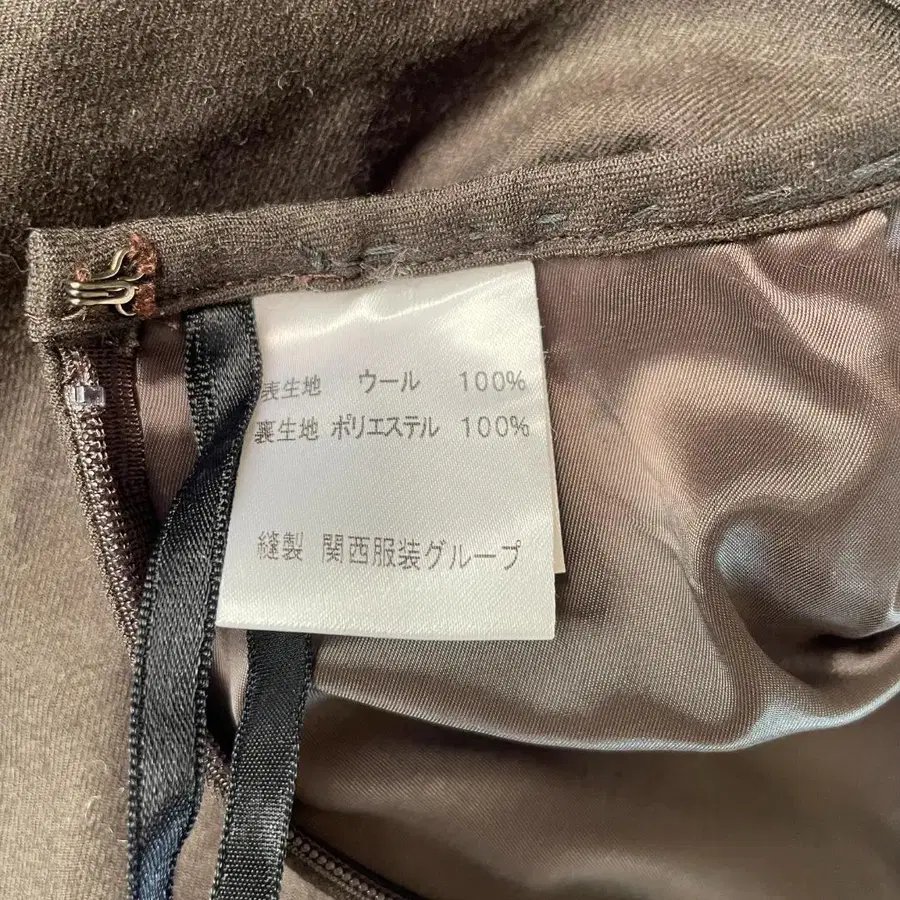 表生地 ウール 100%
裏生地 ポリエステル 100%
縫製 関西服装グループ